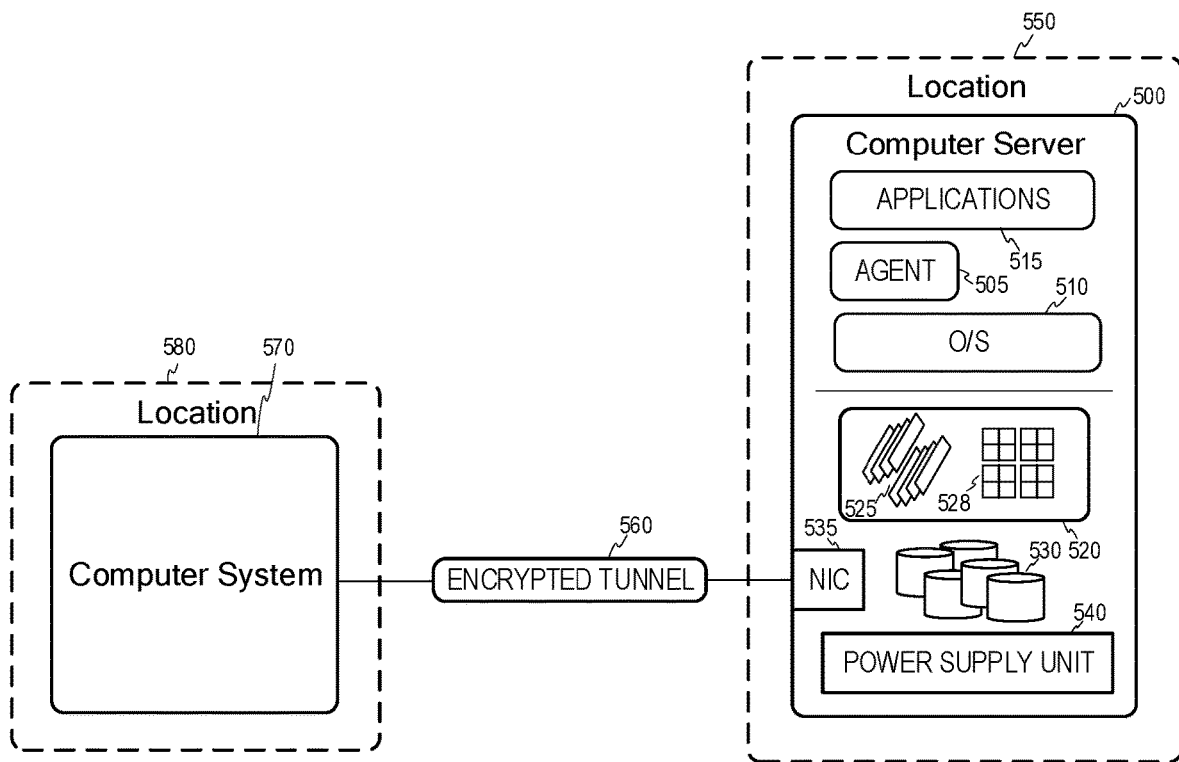 550
Location
500
Computer Server
APPLICATIONS
515
AGENT
505
510
O/S
580
570
Location
525
528
520
535
530
560
Computer System
ENCRYPTED TUNNEL
NIC
540
POWER SUPPLY UNIT